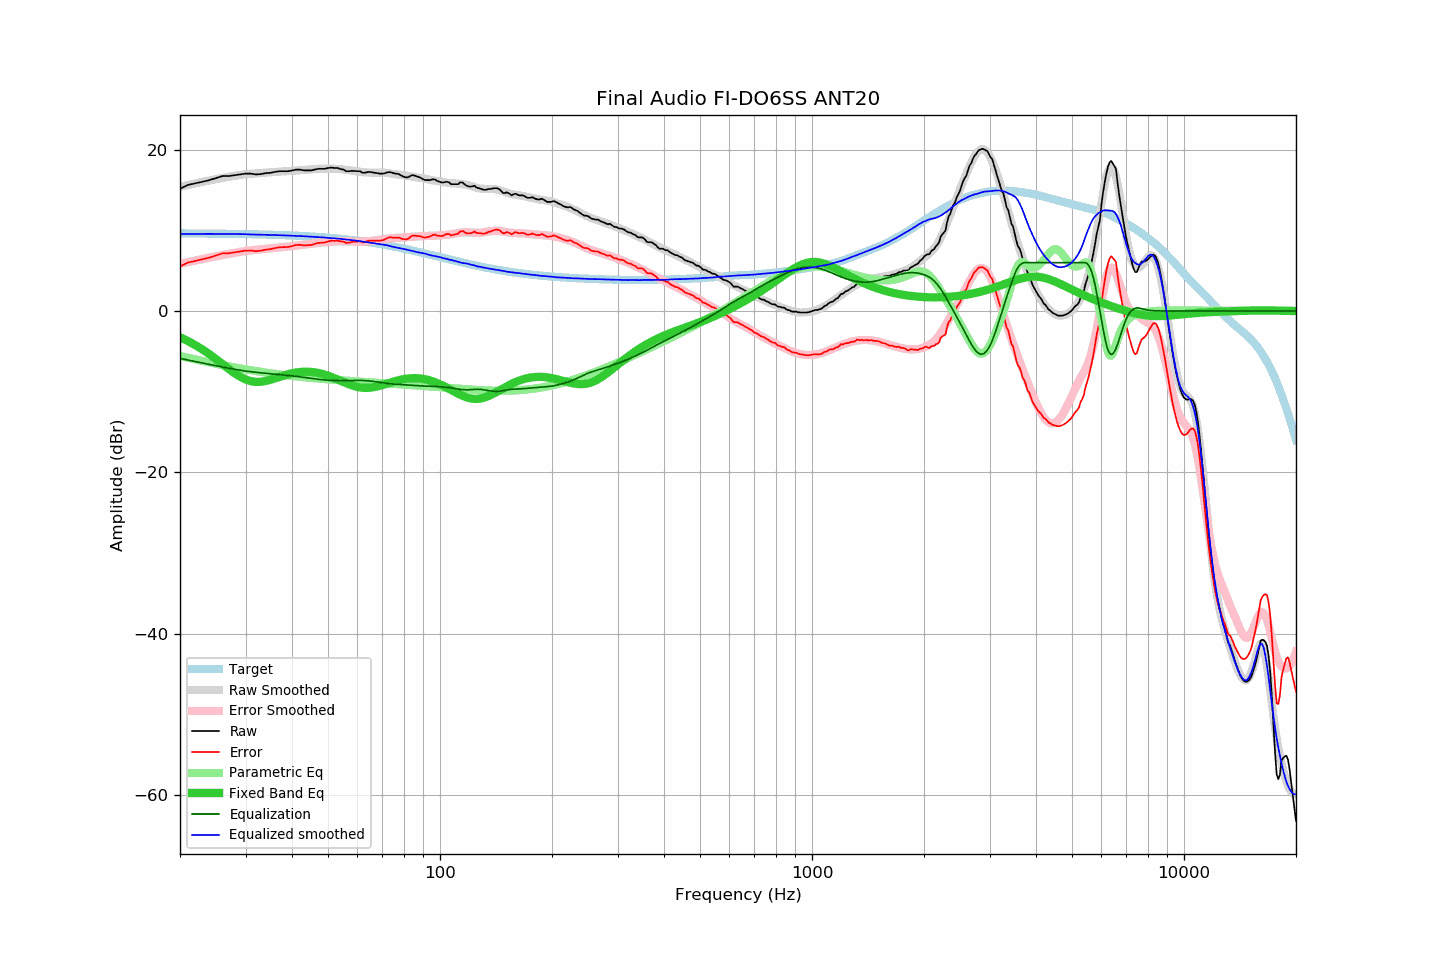 Final Audio FI-DO6SS ANT20
20
0
−20
−40
−60
Amplitude (dBr)
Target
Raw Smoothed
Error Smoothed
Raw
Error
Parametric Eq
Fixed Band Eq
Equalization
Equalized smoothed
100
1000
10000
Frequency (Hz)